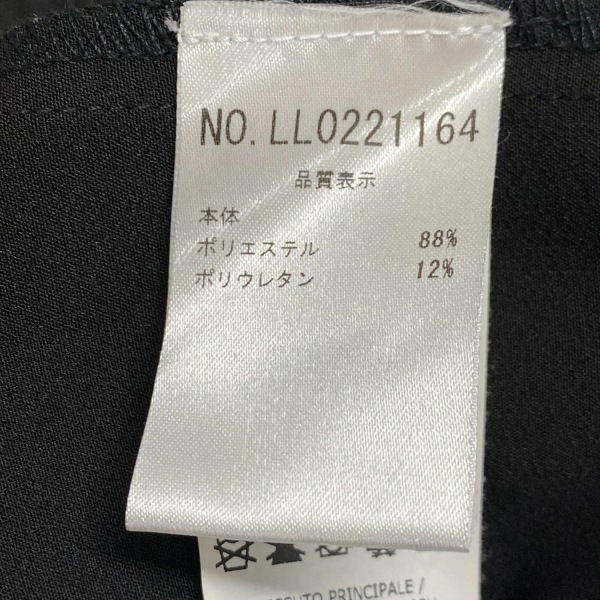 NO.LL0221164
品質表示
本体
ポリエステル 88%
ポリウレタン 12%
PRINCIPALE /